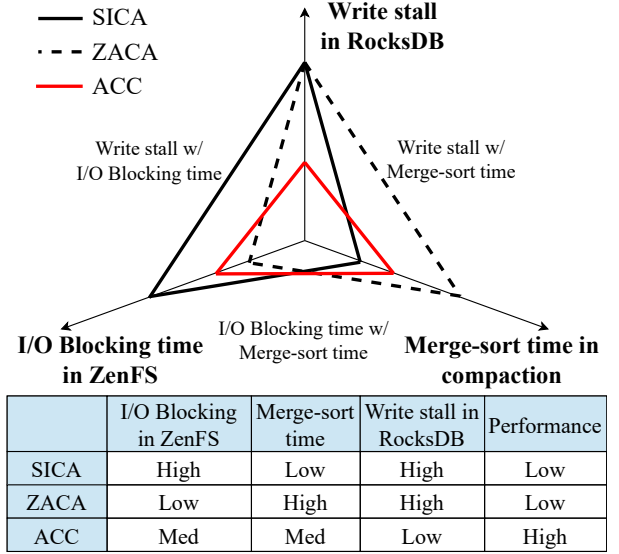 SICA
ZACA
ACC
Write stall
in RocksDB
Write stall w/
I/O Blocking time
Write stall w/
Merge-sort time
I/O Blocking time w/
Merge-sort time
I/O Blocking time
in ZenFS
Merge-sort time in
compaction
I/O Blocking in ZenFS Merge-sort time Write stall in RocksDB Performance
SICA High Low High Low
ZACA Low High High Low
ACC Med Med Low High